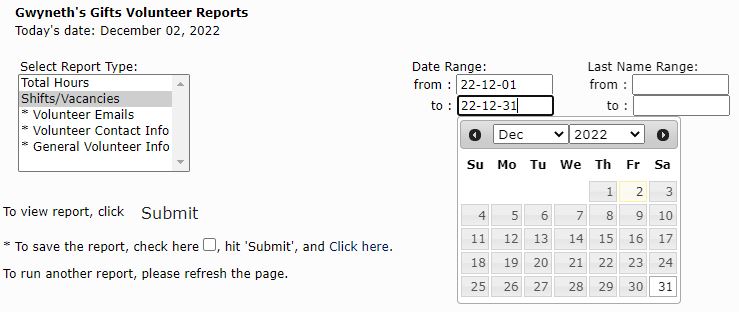 Gwyneth's Gifts Volunteer Reports
Today's date: December 02, 2022
Select Report Type:
Total Hours
Shifts/Vacancies
* Volunteer Emails
* Volunteer Contact Info
* General Volunteer Info
Date Range:
from : 22-12-01
to : 22-12-31
Last Name Range:
from :
to :
Dec 2022
Su Mo Tu We Th Fr Sa
1 2 3
4 5 6 7 8 9 10
11 12 13 14 15 16 17
18 19 20 21 22 23 24
25 26 27 28 29 30 31
To view report, click Submit
* To save the report, check here , hit 'Submit', and Click here.
To run another report, please refresh the page.